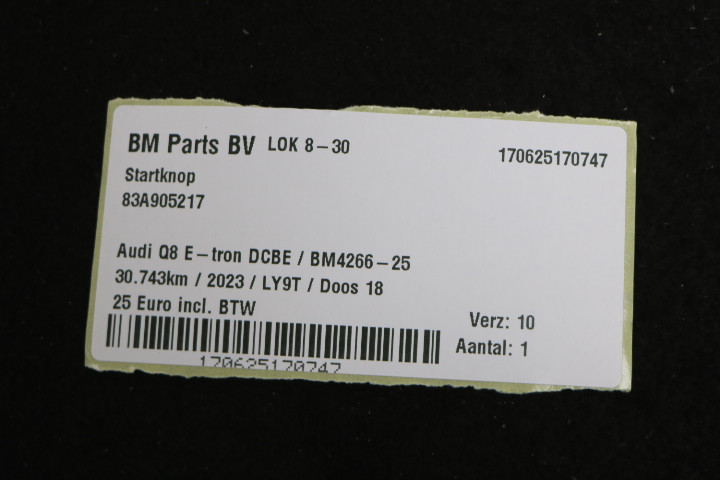 BM Parts BV LOK 8-30 170625170747
Startknop
83A905217
Audi Q8 E-tron DCBE / BM4266-25
30.743km / 2023 / LY9T / Doos 18
25 Euro incl. BTW
Verz: 10
Aantal: 1
170625170747